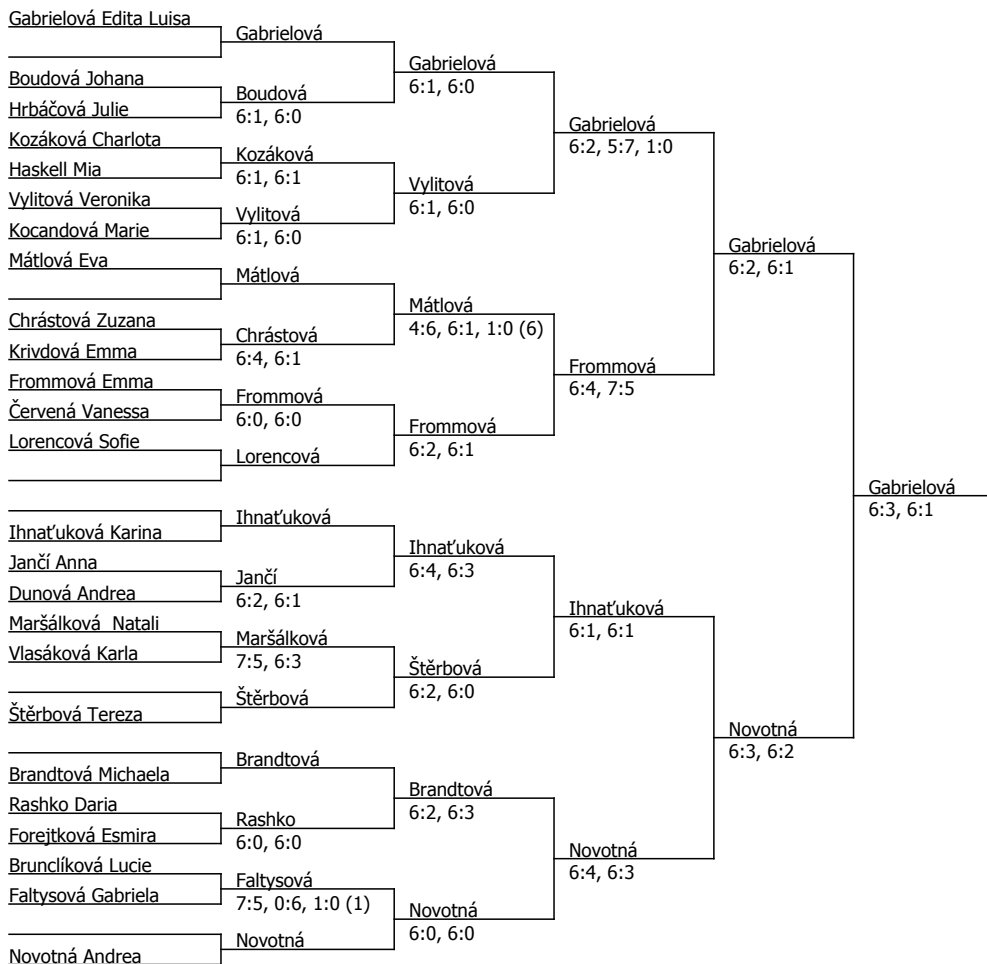 Gabrielová Edita Luisa
Gabrielová
Gabrielová
6:1, 6:0
Boudová Johana
Boudová
6:1, 6:0
Hrbáčová Julie
Gabrielová
6:2, 5:7, 1:0
Kozáková Charlota
Kozáková
6:1, 6:1
Haskell Mia
Vylitová
6:1, 6:0
Vylitová Veronika
Vylitová
6:1, 6:0
Kocandová Marie
Gabrielová
6:2, 6:1
Mátlová Eva
Mátlová
Mátlová
4:6, 6:1, 1:0 (6)
Chrástová Zuzana
Chrástová
6:4, 6:1
Krivdová Emma
Frommová
6:4, 7:5
Frommová Emma
Frommová
6:0, 6:0
Červená Vanessa
Frommová
6:2, 6:1
Lorencová Sofie
Lorencová
Gabrielová
6:3, 6:1
Ihnaťuková
Ihnaťuková Karina
Ihnaťuková
6:4, 6:3
Jančí Anna
Jančí
6:2, 6:1
Dunová Andrea
Ihnaťuková
6:1, 6:1
Maršálková  Natali
Maršálková
7:5, 6:3
Vlasáková Karla
Štěrbová
6:2, 6:0
Štěrbová
Štěrbová Tereza
Novotná
6:3, 6:2
Brandtová
Brandtová Michaela
Brandtová
6:2, 6:3
Rashko Daria
Rashko
6:0, 6:0
Forejtková Esmira
Novotná
6:4, 6:3
Brunclíková Lucie
Faltysová
7:5, 0:6, 1:0 (1)
Faltysová Gabriela
Novotná
6:0, 6:0
Novotná
Novotná Andrea